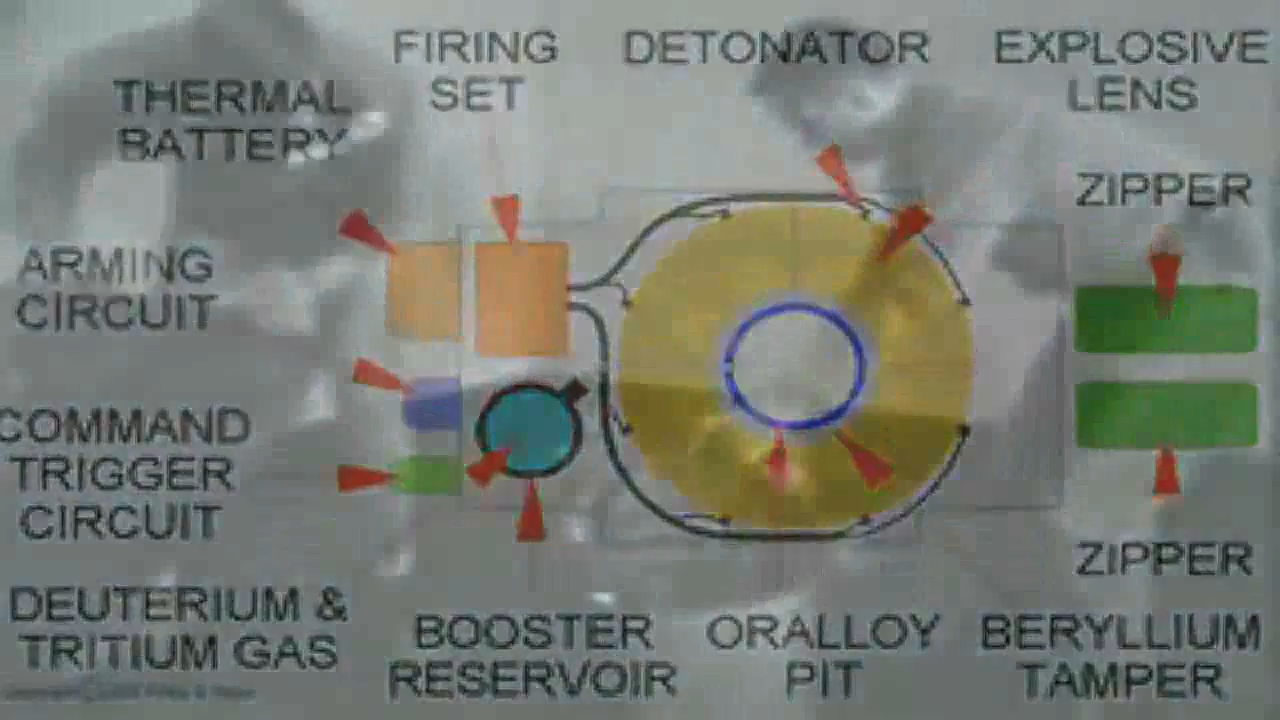 FIRING
SET
DETONATOR
EXPLOSIVE
LENS
THERMAL
BATTERY
ZIPPER
ARMING
CIRCUIT
COMMAND
TRIGGER
CIRCUIT
ZIPPER
DEUTERIUM &
TRITIUM GAS
BOOSTER
RESERVOIR
ORALLOY
PIT
BERYLLIUM
TAMPER